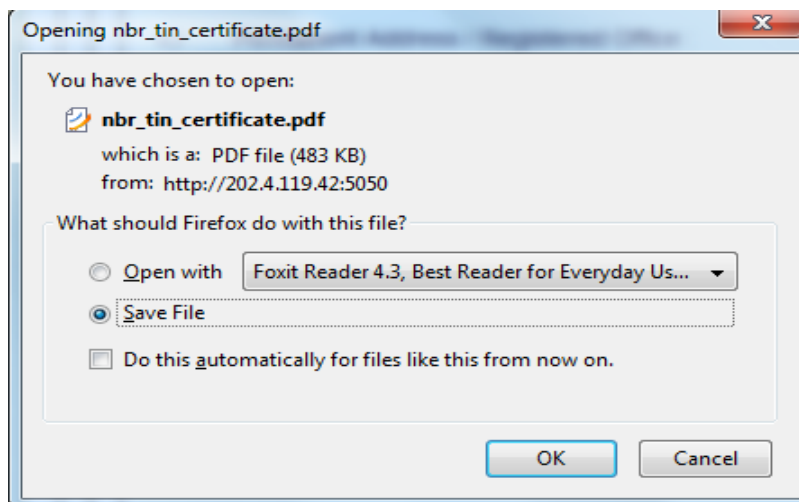 Opening nbr_tin_certificate.pdf
You have chosen to open:
nbr_tin_certificate.pdf
which is a: PDF file (483 KB)
from: http://202.4.119.42:5050
What should Firefox do with this file?
Open with Foxit Reader 4.3, Best Reader for Everyday Us...
Save File
Do this automatically for files like this from now on.
OK Cancel